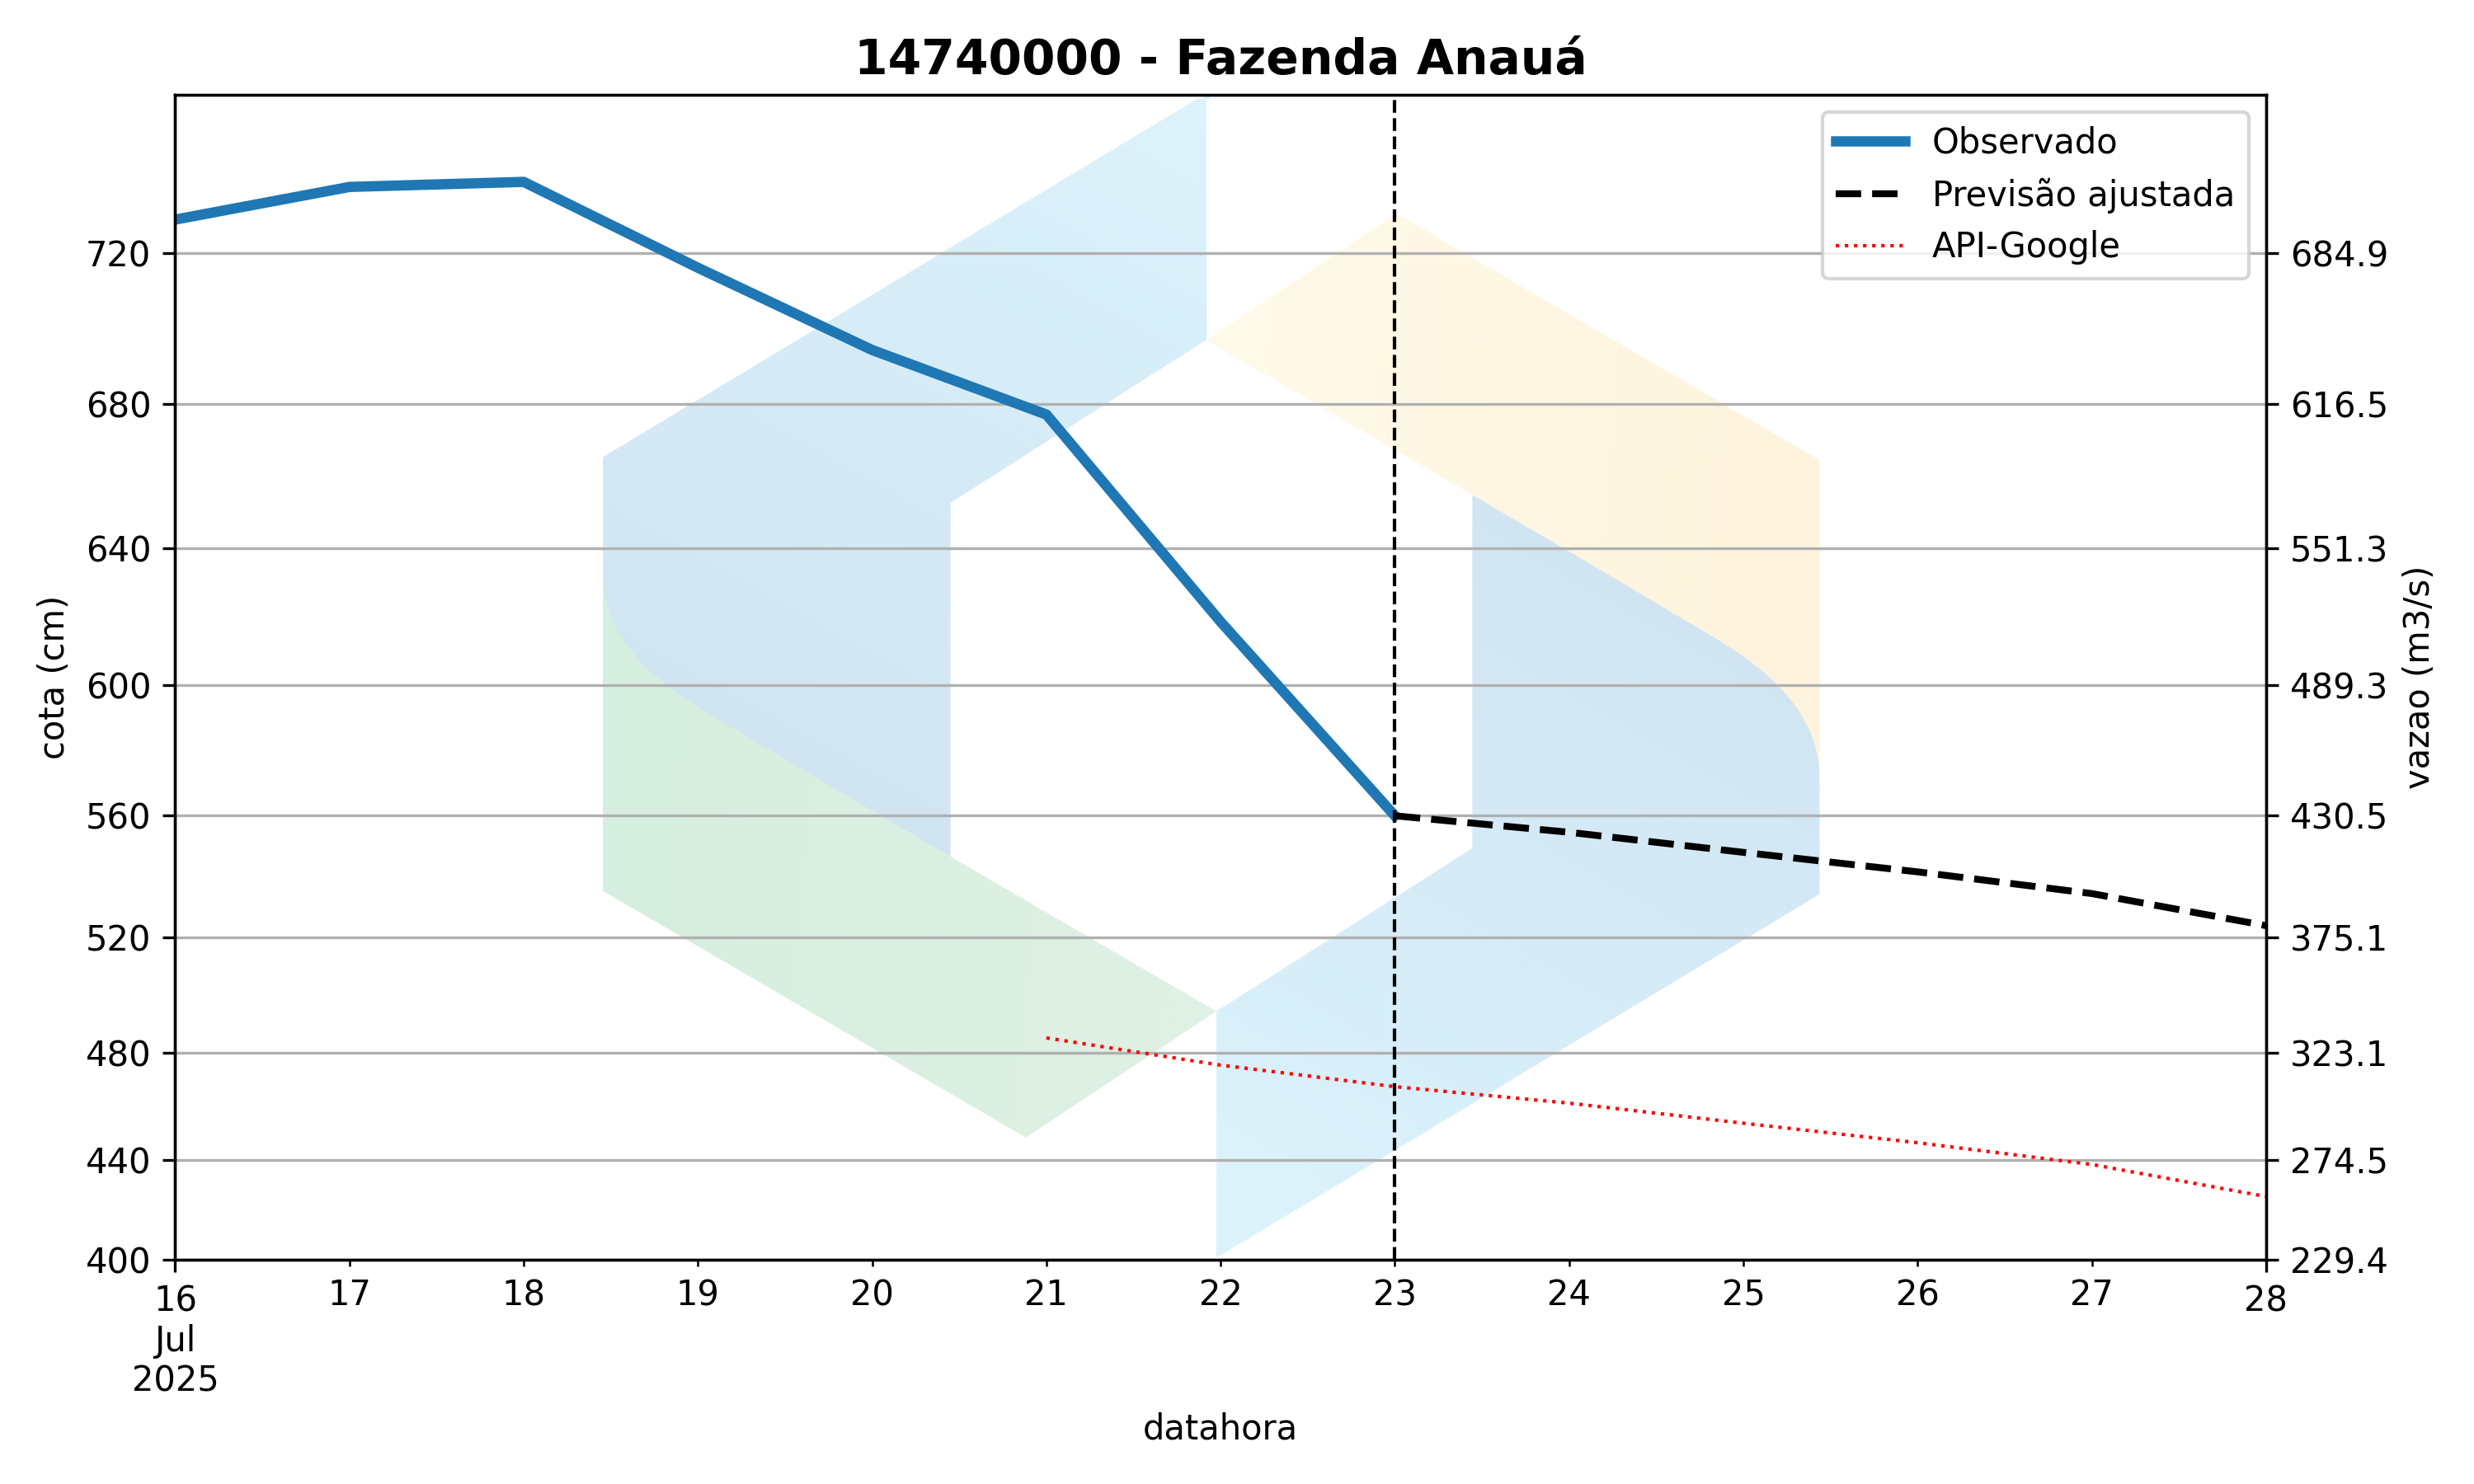 14740000 - Fazenda Anauá
Observado
Previsão ajustada
API-Google
cota (cm)
720
680
640
600
560
520
480
440
400
684.9
616.5
551.3
489.3
430.5
375.1
323.1
274.5
229.4
vazao (m3/s)
16 17 18 19 20 21 22 23 24 25 26 27 28
Jul
2025
datahora